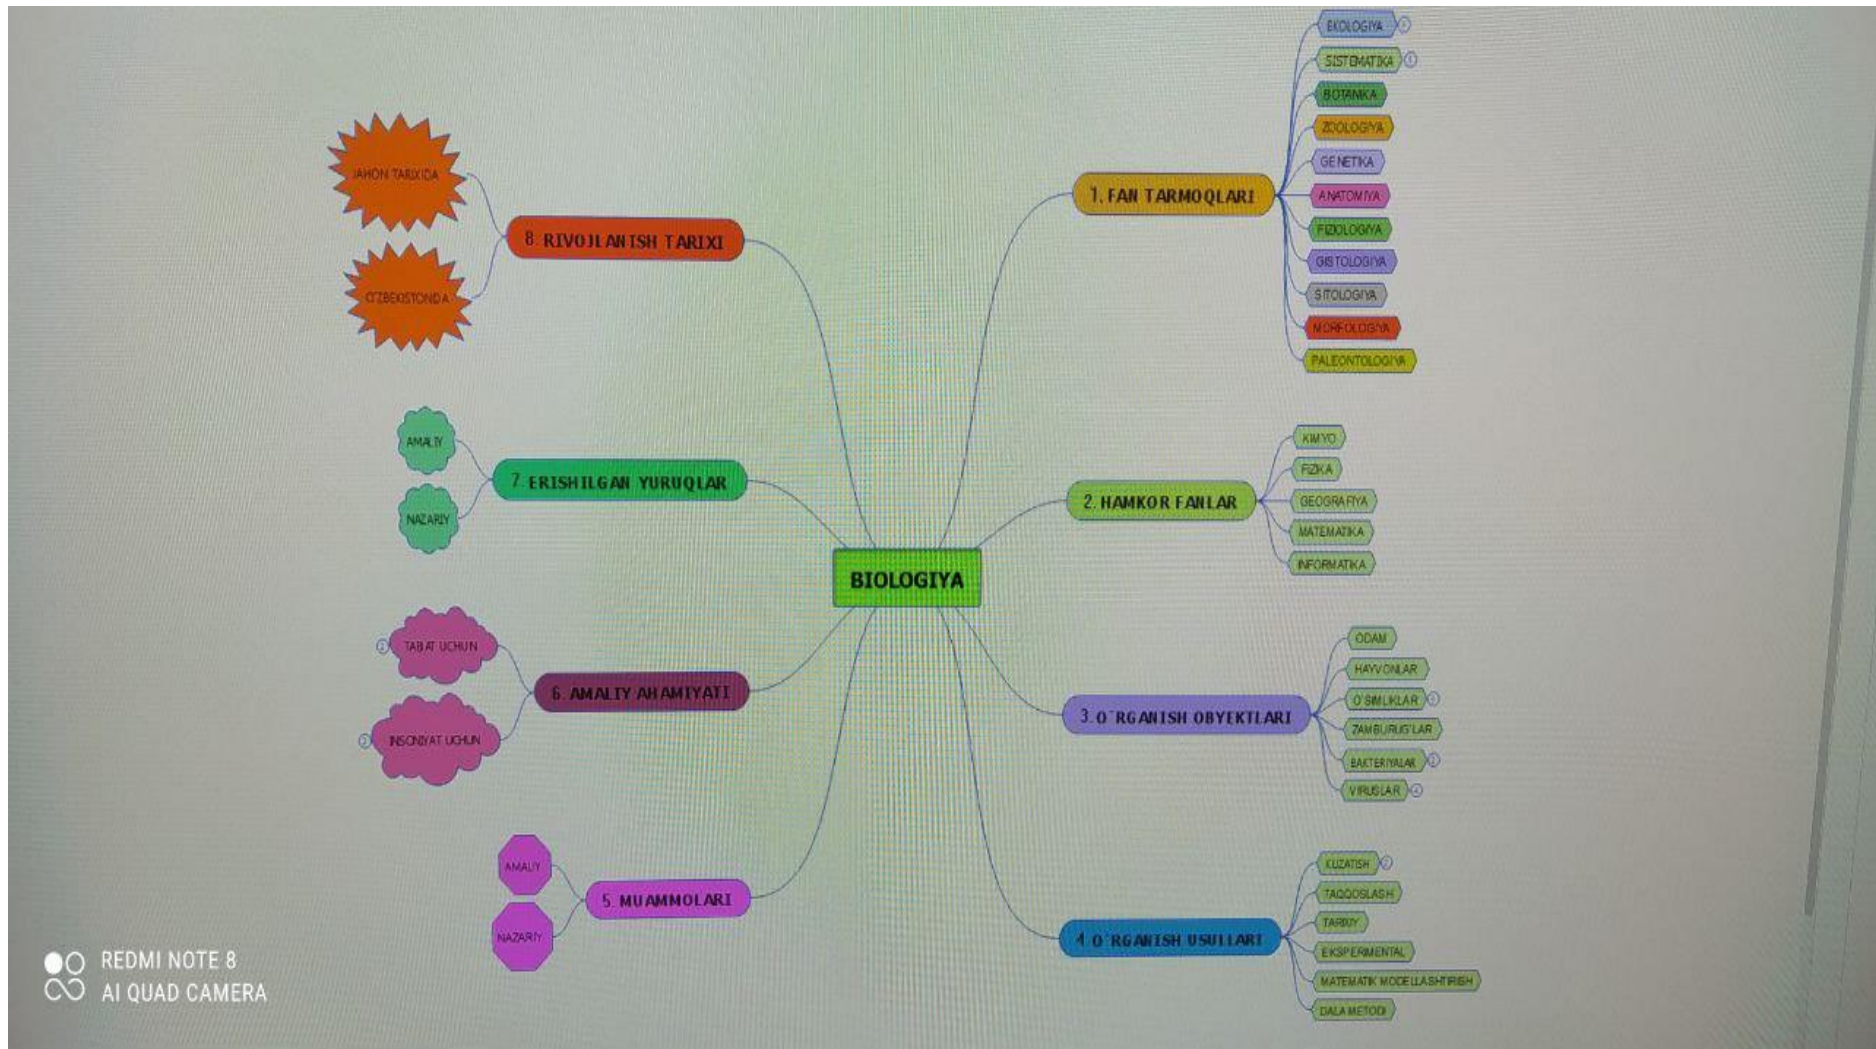 BIOLOGIYA
1. FAN TARMOQLARI
EKOLOGIYA
SISTEMATIKA
BOTANIKA
ZOOLOGIYA
GENETIKA
ANATOMIYA
FIZIOLOGIYA
GISTOLOGIYA
SITOLOGIYA
MORFOLOGIYA
PALEONTOLOGIYA
2. HAMKOR FANLAR
KIMYO
FIZIKA
GEOGRAFIYA
MATEMATIKA
INFORMATIKA
3. O`RGANISH OBYEKTLARI
ODAM
HAYVONLAR
O`SIMLIKLAR
ZAMBURUG'LAR
BAKTERIYALAR
VIRUSLAR
4. O`RGANISH USULLARI
KUZATISH
TAQQOSLASH
TARIXIY
EKSPERIMENTAL
MATEMATIK MODELLASHTIRISH
DALA METODI
5. MUAMMOLARI
AMALIY
NAZARIY
6. AMALIY AHAMIYATI
TABIAT UCHUN
INSONIYAT UCHUN
7. ERISHILGAN YURUQLAR
AMALIY
NAZARIY
8. RIVOJLANISH TARIXI
JAHON TARIXIDA
O'ZBEKISTONDA
REDMI NOTE 8
AI QUAD CAMERA